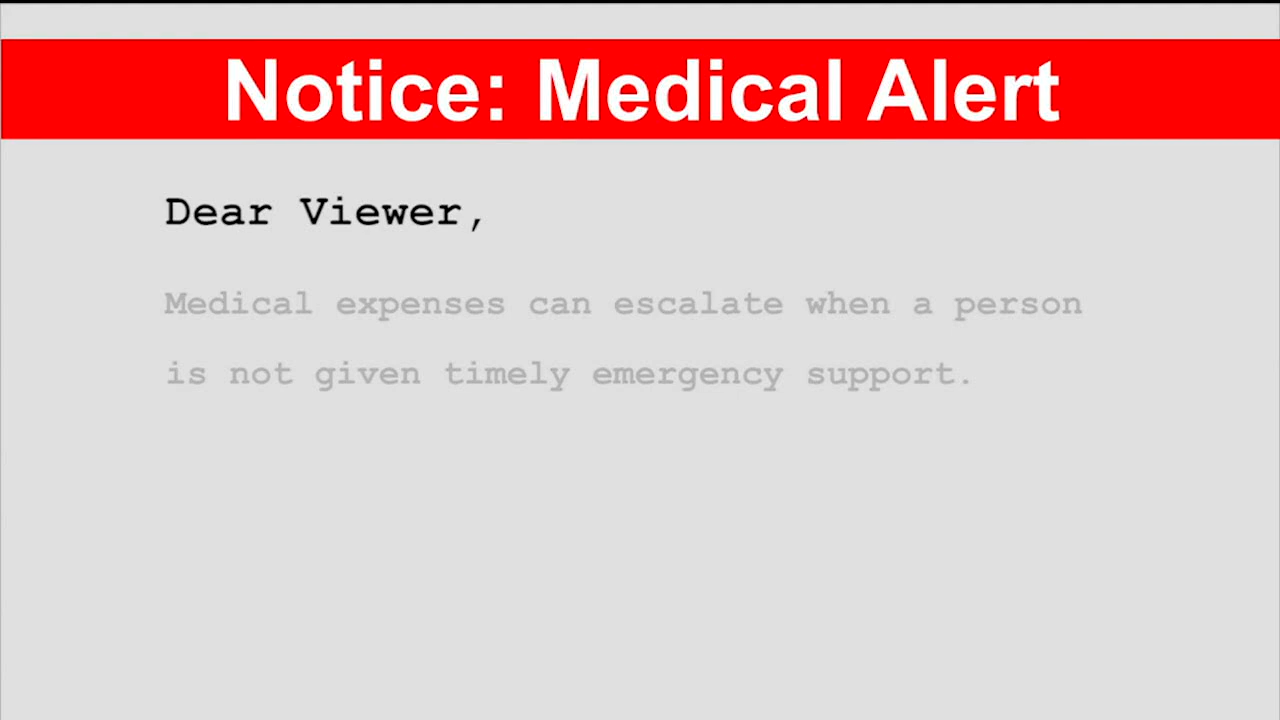 Notice: Medical Alert
Dear Viewer,
Medical expenses can escalate when a person
is not given timely emergency support.